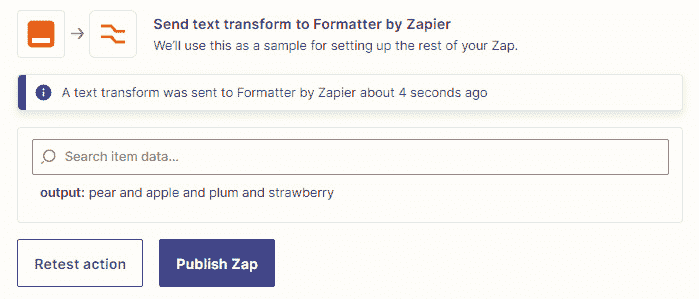 Send text transform to Formatter by Zapier
We'll use this as a sample for setting up the rest of your Zap.
A text transform was sent to Formatter by Zapier about 4 seconds ago
Search item data...
output: pear and apple and plum and strawberry
Retest action
Publish Zap